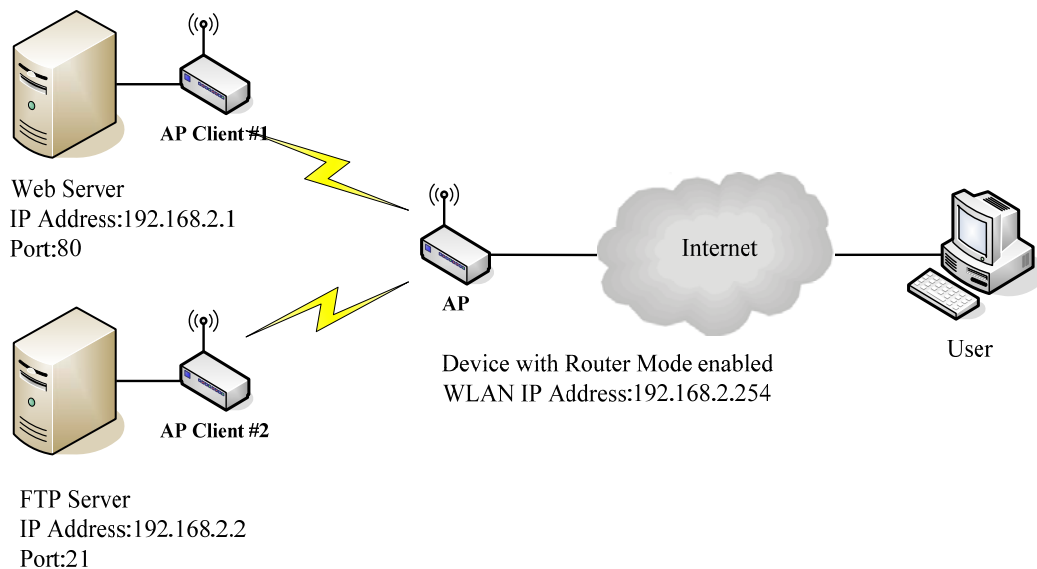 AP Client #1
Web Server
IP Address:192.168.2.1
Port:80
AP
Internet
User
Device with Router Mode enabled
WLAN IP Address:192.168.2.254
AP Client #2
FTP Server
IP Address:192.168.2.2
Port:21